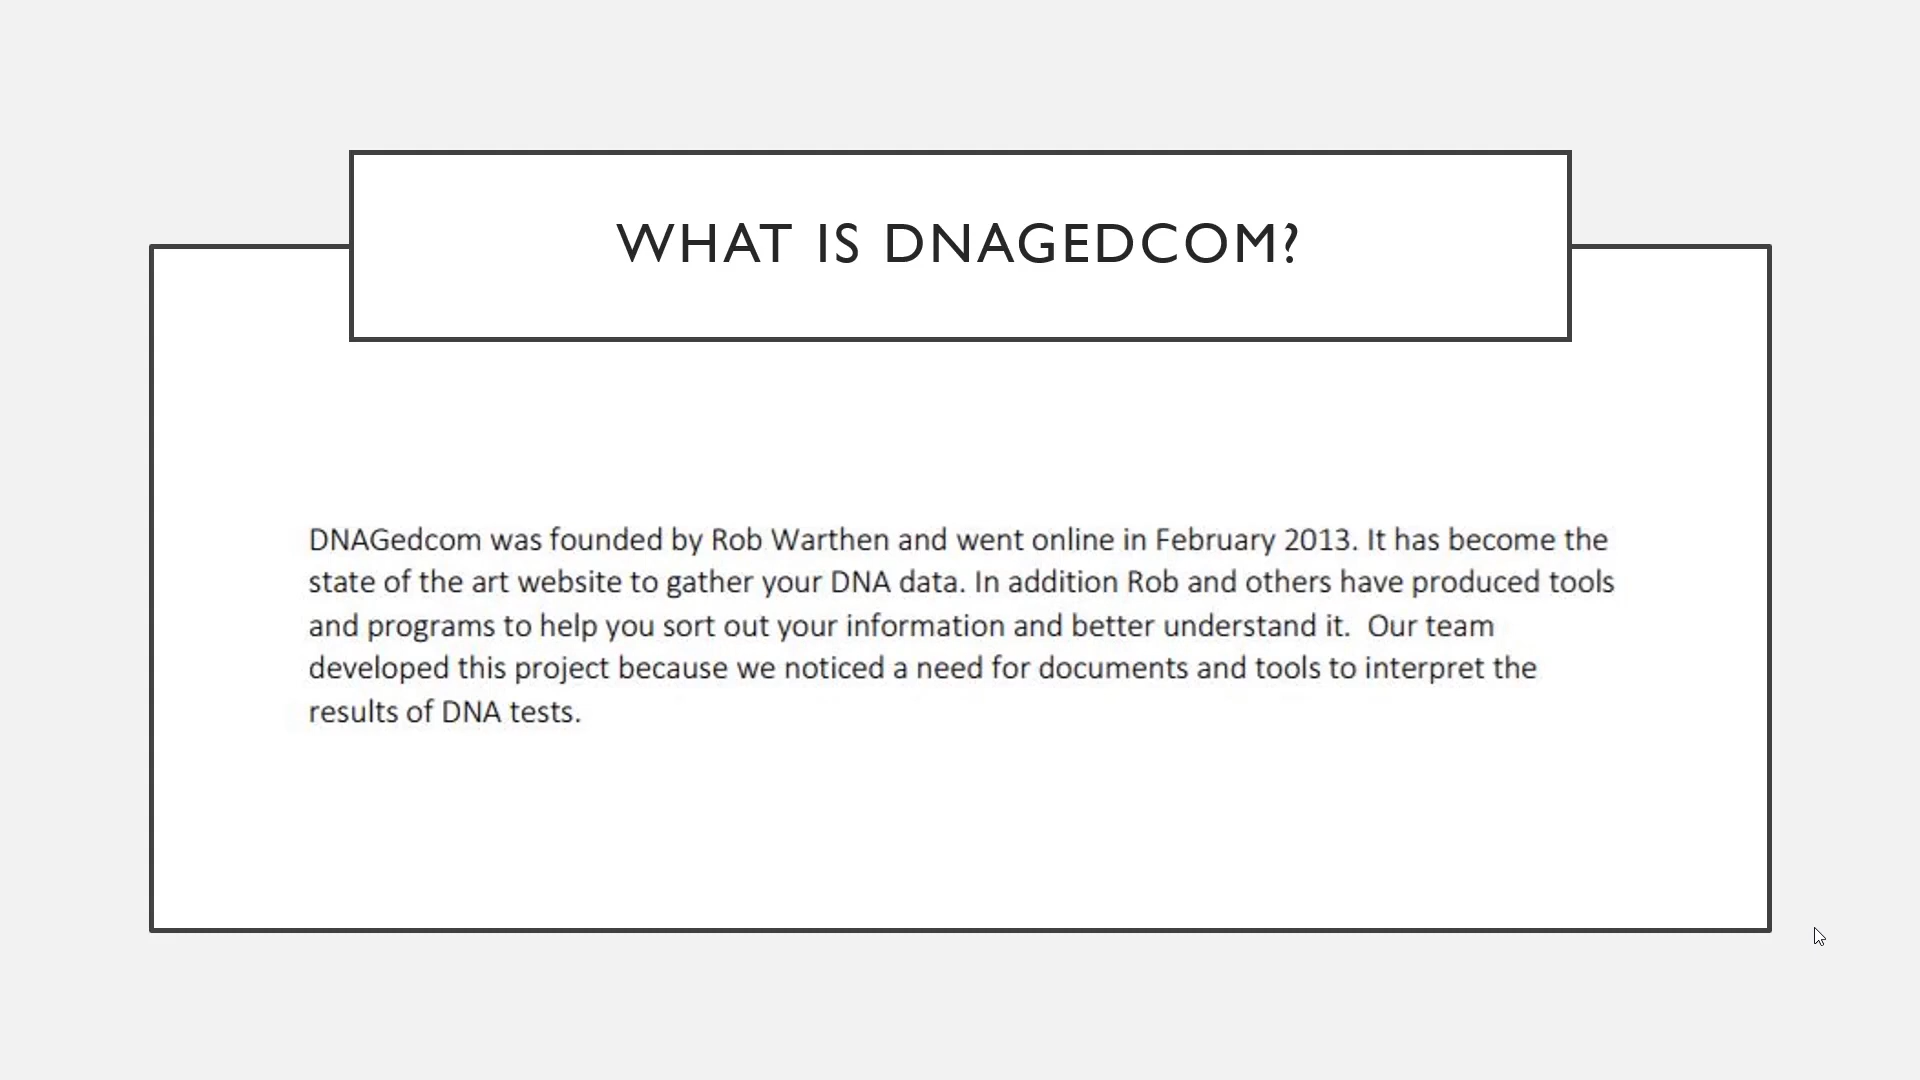 WHAT IS DNAGEDCOM?
DNAGedcom was founded by Rob Warthen and went online in February 2013. It has become the
state of the art website to gather your DNA data. In addition Rob and others have produced tools
and programs to help you sort out your information and better understand it.  Our team
developed this project because we noticed a need for documents and tools to interpret the
results of DNA tests.